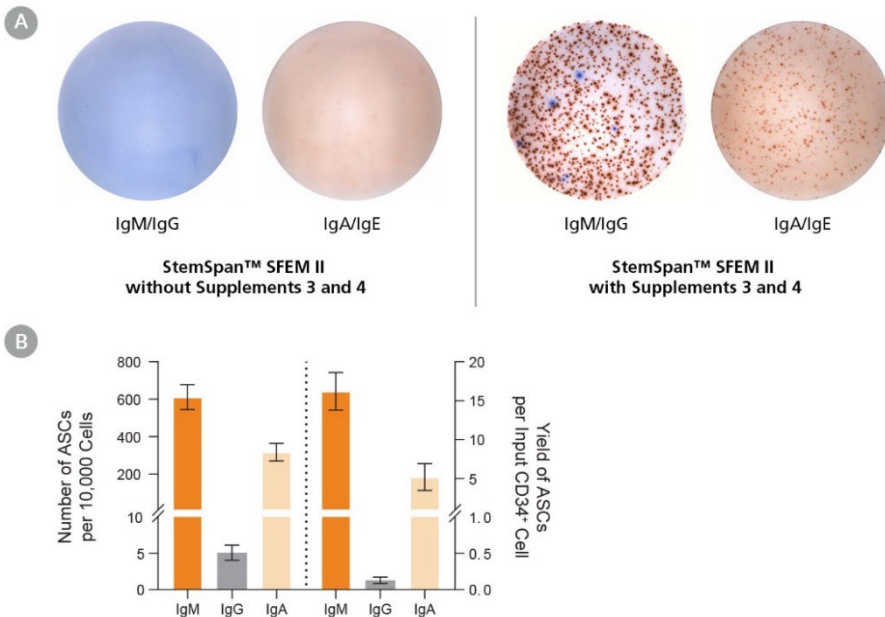 A
IgM/IgG
IgA/IgE
IgM/IgG
IgA/IgE
StemSpan™ SFEM II
without Supplements 3 and 4
StemSpan™ SFEM II
with Supplements 3 and 4
B
Number of ASCs
per 10,000 Cells
800
600
400
200
10
5
0
20
15
10
5
1.0
0.5
0.0
Yield of ASCs
per Input CD34⁺ Cell
IgM IgG IgA IgM IgG IgA